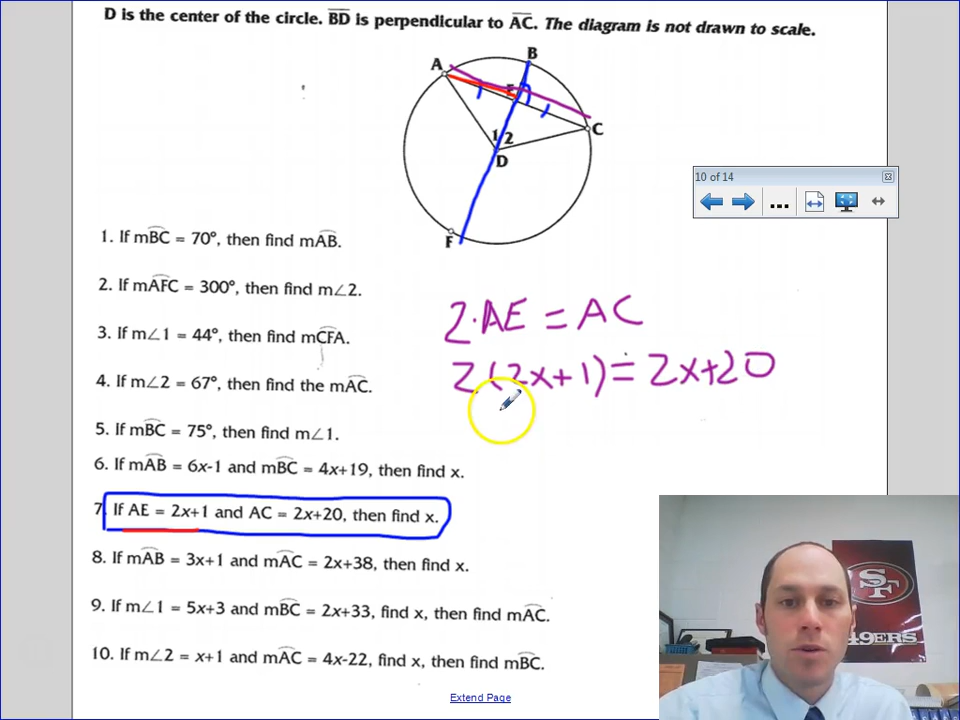 D is the center of the circle. BD is perpendicular to AC. The diagram is not drawn to scale.
B
A
E
C
1 2
D
F
10 of 14
...
1. If mBC = 70°, then find mAB.
2. If mAFC = 300°, then find m∠2.
3. If m∠1 = 44°, then find mCFA.
4. If m∠2 = 67°, then find the mAC.
5. If mBC = 75°, then find m∠1.
6. If mAB = 6x-1 and mBC = 4x+19, then find x.
7. If AE = 2x+1 and AC = 2x+20, then find x.
8. If mAB = 3x+1 and mAC = 2x+38, then find x.
9. If m∠1 = 5x+3 and mBC = 2x+33, find x, then find mAC.
10. If m∠2 = x+1 and mAC = 4x-22, find x, then find mBC.
2·AE = AC
2(2x+1) = 2x+20
Extend Page
SF
49ERS